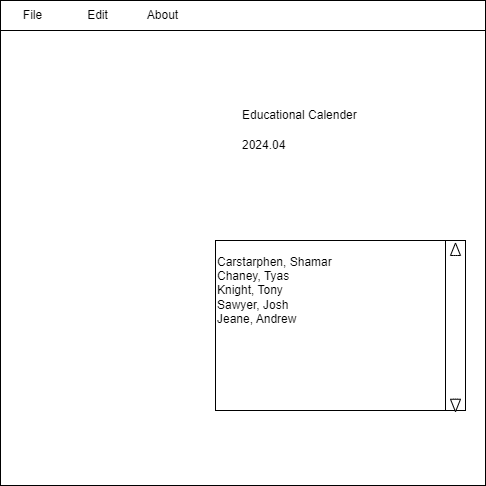 File Edit About
Educational Calender
2024.04
Carstarphen, Shamar
Chaney, Tyas
Knight, Tony
Sawyer, Josh
Jeane, Andrew